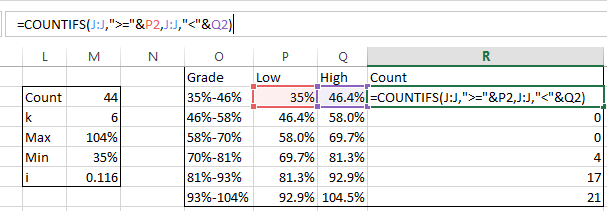 =COUNTIFS(J:J,">="&P2,J:J,"<"&Q2)
L M N O P Q R
Grade Low High Count
Count 44 35%-46% 35% 46.4% =COUNTIFS(J:J,">="&P2,J:J,"<"&Q2)
k 6 46%-58% 46.4% 58.0% 0
Max 104% 58%-70% 58.0% 69.7% 0
Min 35% 70%-81% 69.7% 81.3% 4
i 0.116 81%-93% 81.3% 92.9% 17
93%-104% 92.9% 104.5% 21